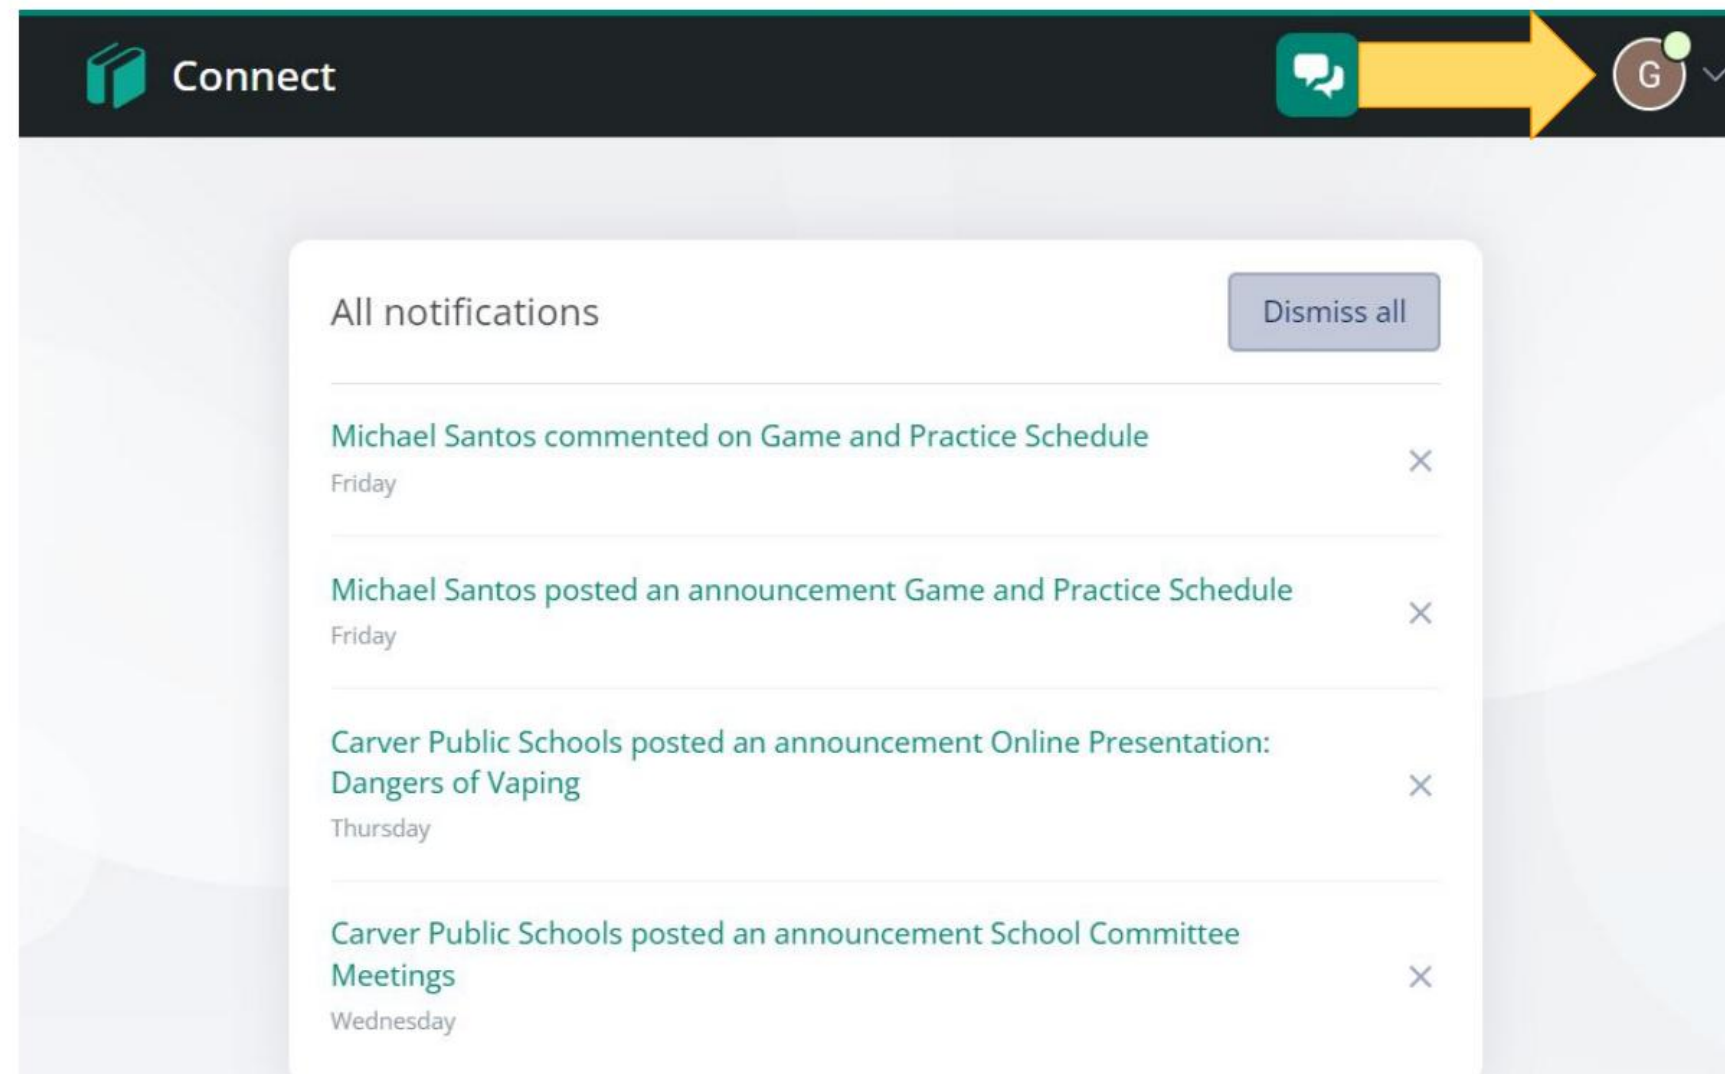 Connect
G
All notifications
Dismiss all
Michael Santos commented on Game and Practice Schedule
Friday
Michael Santos posted an announcement Game and Practice Schedule
Friday
Carver Public Schools posted an announcement Online Presentation:
Dangers of Vaping
Thursday
Carver Public Schools posted an announcement School Committee
Meetings
Wednesday